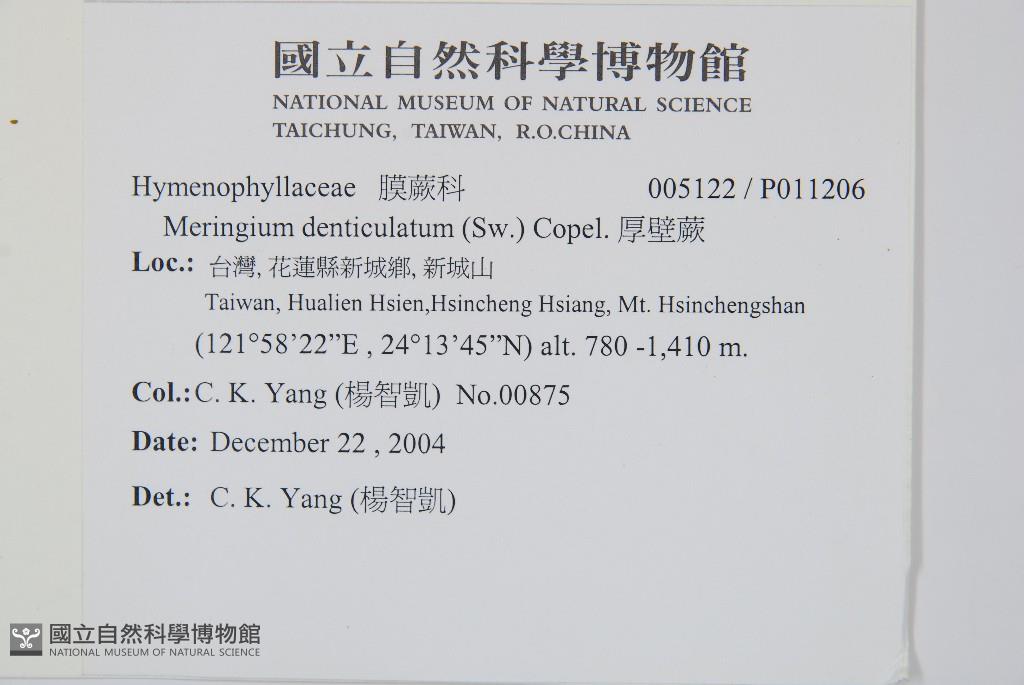 國立自然科學博物館
NATIONAL MUSEUM OF NATURAL SCIENCE
TAICHUNG, TAIWAN, R.O.CHINA
Hymenophyllaceae 膜蕨科 005122 / P011206
Meringium denticulatum (Sw.) Copel. 厚壁蕨
Loc.: 台灣, 花蓮縣新城鄉, 新城山
Taiwan, Hualien Hsien,Hsincheng Hsiang, Mt. Hsinchengshan
(121°58’22”E , 24°13’45”N) alt. 780 -1,410 m.
Col.: C. K. Yang (楊智凱) No.00875
Date: December 22 , 2004
Det.: C. K. Yang (楊智凱)
國立自然科學博物館
NATIONAL MUSEUM OF NATURAL SCIENCE